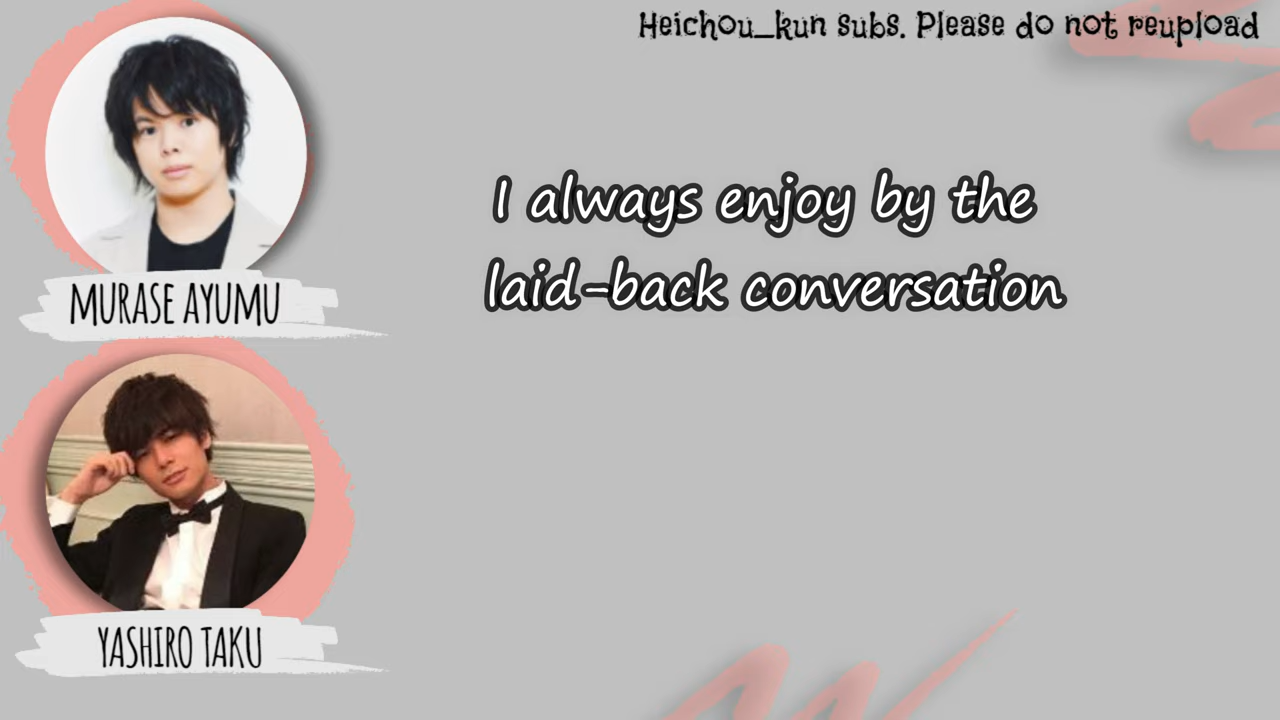 Heichou_kun subs. Please do not reupload
MURASE AYUMU
I always enjoy by the
laid-back conversation
YASHIRO TAKU